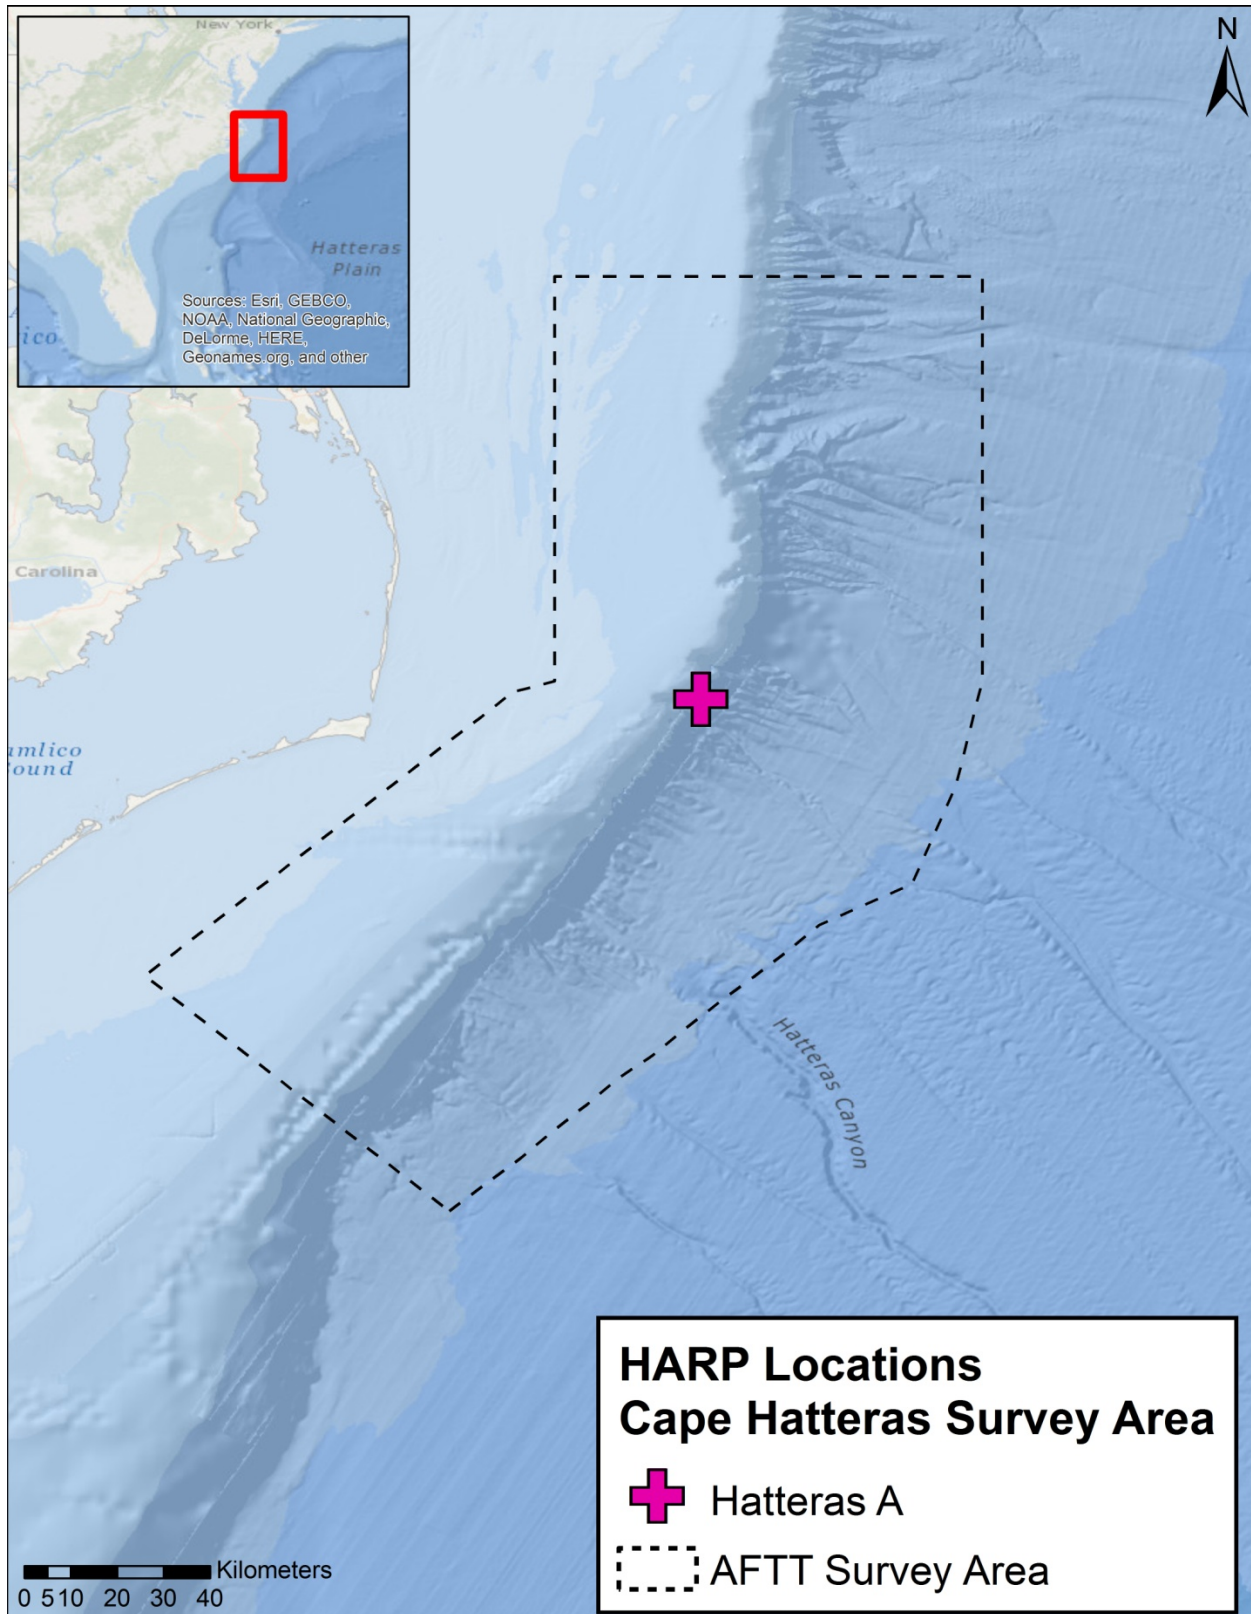 New York
N
Hatteras
Plain
Sources: Esri, GEBCO,
NOAA, National Geographic,
DeLorme, HERE,
Geonames.org, and other
ico
Carolina
amlico
ound
Hatteras Canyon
HARP Locations
Cape Hatteras Survey Area
Hatteras A
AFTT Survey Area
Kilometers
0 5 10 20 30 40